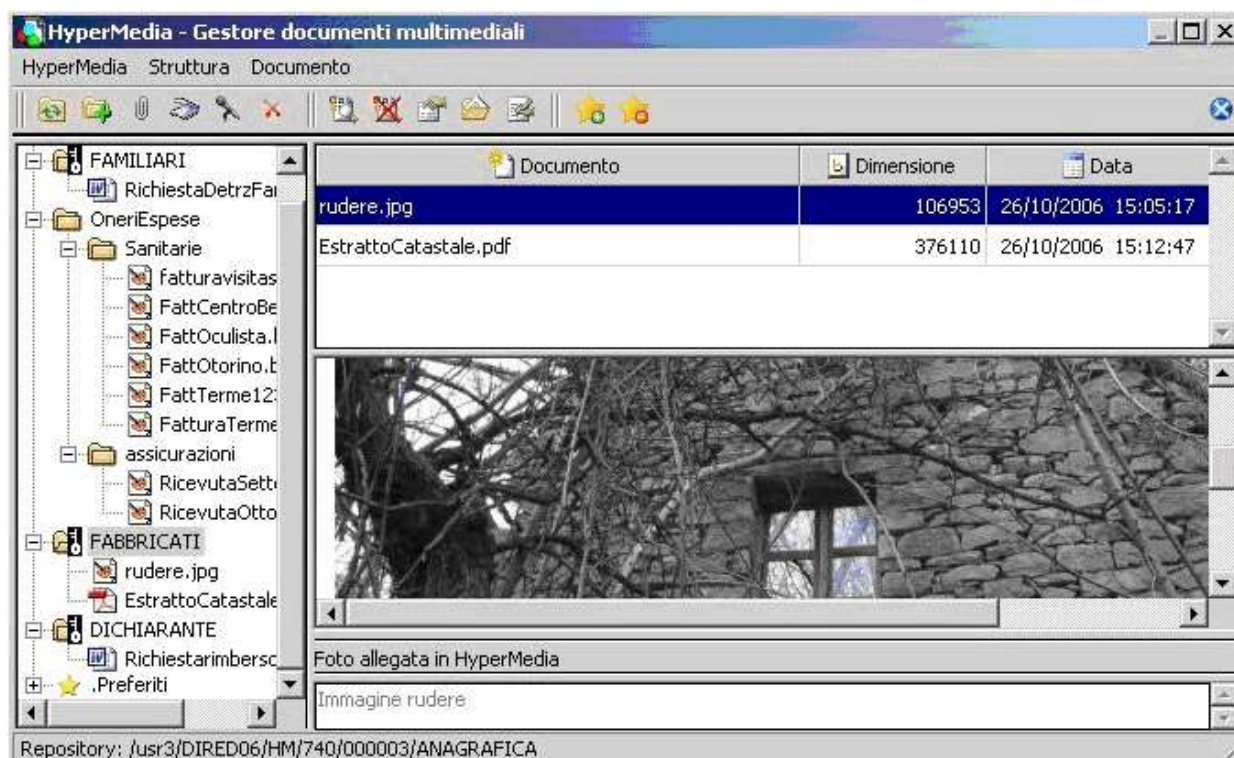 HyperMedia - Gestore documenti multimediali
HyperMedia Struttura Documento
Documento Dimensione Data
rudere.jpg 106953 26/10/2006 15:05:17
EstrattoCatastale.pdf 376110 26/10/2006 15:12:47
FAMILIARI
RichiestaDetrzFar
OneriEspese
Sanitarie
fatturavisitas
FattCentroBe
FattOculista.
FattOtorino.b
FattTerme12
FatturaTerme
assicurazioni
RicevutaSett
RicevutaOtto
FABBRICATI
rudere.jpg
EstrattoCatastale
DICHIARANTE
Richiestarimbersc
.Preferiti
Foto allegata in HyperMedia
Immagine rudere
Repository: /usr3/DIRED06/HM/740/000003/ANAGRAFICA